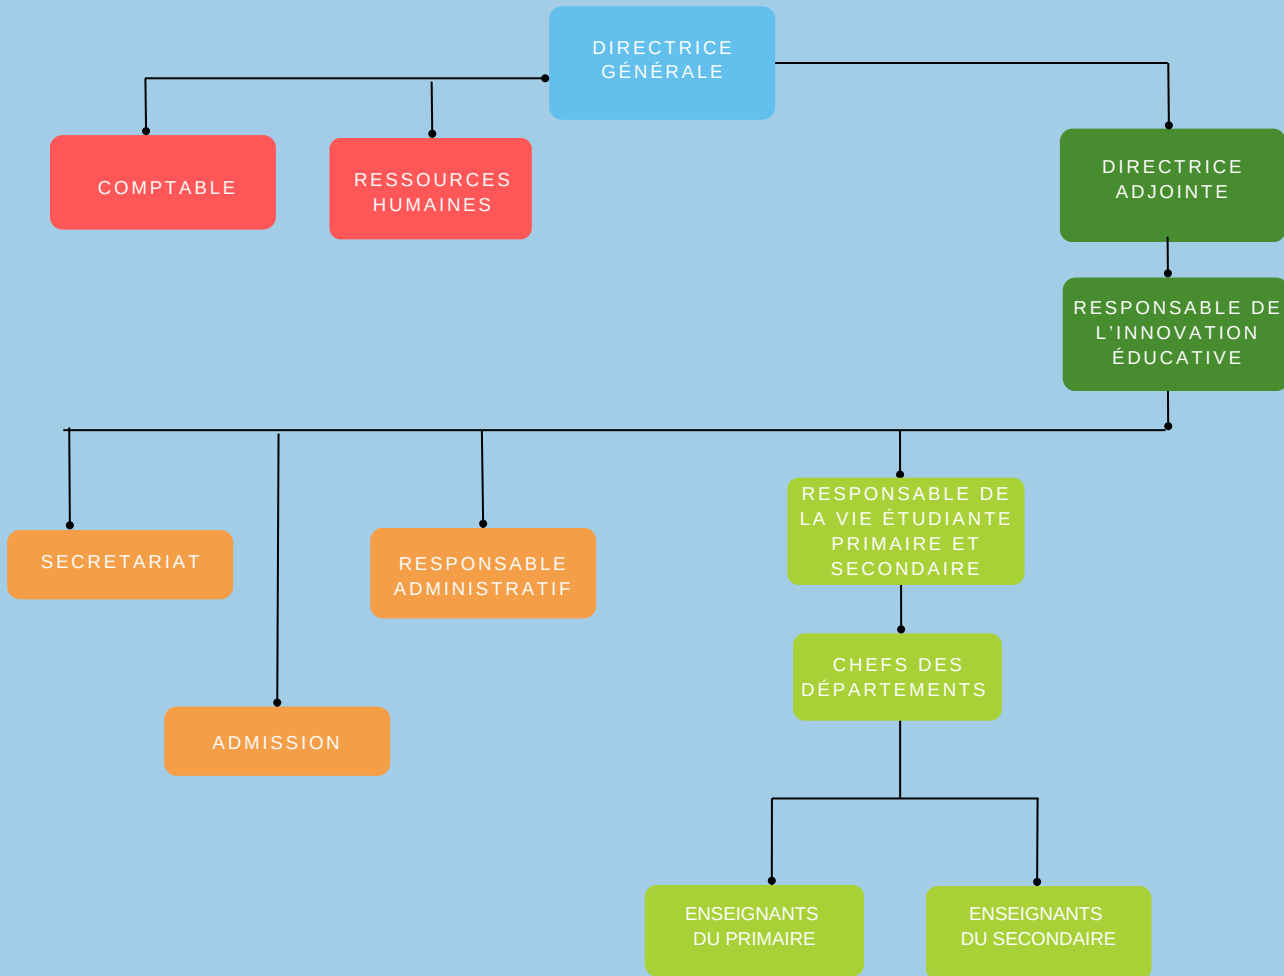 DIRECTRICE
GÉNÉRALE
COMPTABLE
RESSOURCES
HUMAINES
DIRECTRICE
ADJOINTE
RESPONSABLE DE
L’INNOVATION
ÉDUCATIVE
SECRETARIAT
RESPONSABLE
ADMINISTRATIF
RESPONSABLE DE
LA VIE ÉTUDIANTE
PRIMAIRE ET
SECONDAIRE
CHEFS DES
DÉPARTEMENTS
ADMISSION
ENSEIGNANTS
DU PRIMAIRE
ENSEIGNANTS
DU SECONDAIRE